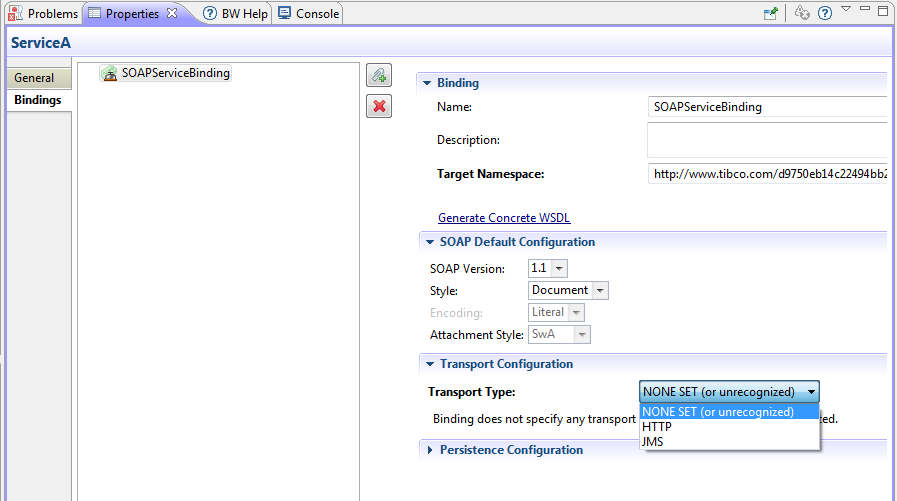 Problems Properties BW Help Console
ServiceA
General
Bindings
SOAPServiceBinding
Binding
Name: SOAPServiceBinding
Description:
Target Namespace: http://www.tibco.com/d9750eb14c22494bb2
Generate Concrete WSDL
SOAP Default Configuration
SOAP Version: 1.1
Style: Document
Encoding: Literal
Attachment Style: SwA
Transport Configuration
Transport Type: NONE SET (or unrecognized)
NONE SET (or unrecognized)
Binding does not specify any transport ed.
HTTP
JMS
Persistence Configuration